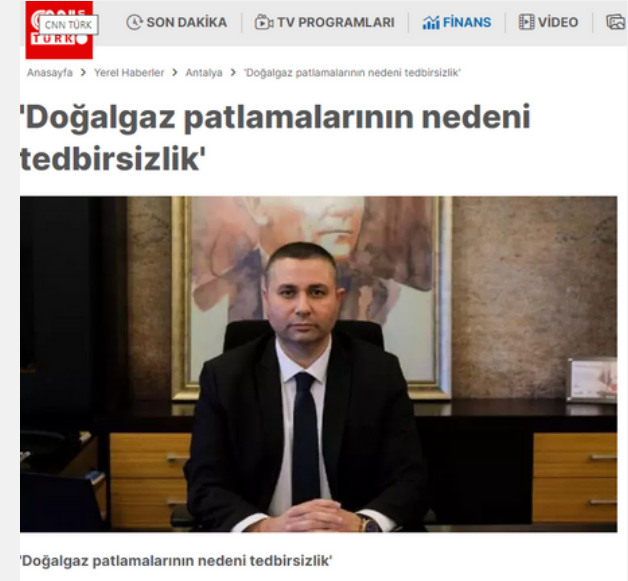 CNN TÜRK
TÜRK
SON DAKİKA
TV PROGRAMLARI
FİNANS
VİDEO
Anasayfa > Yerel Haberler > Antalya > 'Doğalgaz patlamalarının nedeni tedbirsizlik'
'Doğalgaz patlamalarının nedeni
tedbirsizlik'
'Doğalgaz patlamalarının nedeni tedbirsizlik'